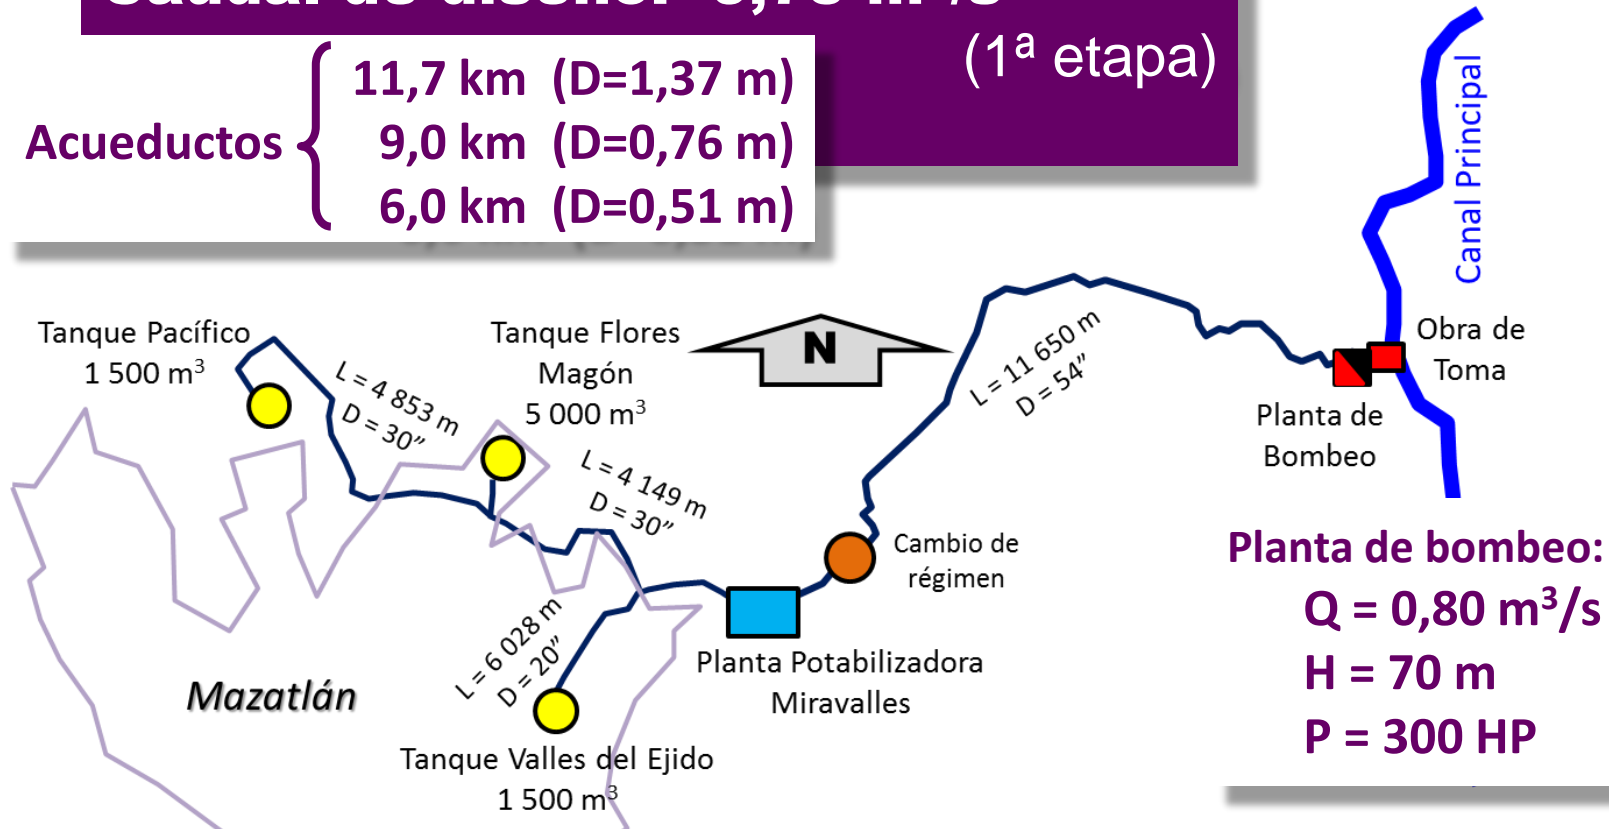 (1ª etapa)
Acueductos
11,7 km (D=1,37 m)
9,0 km (D=0,76 m)
6,0 km (D=0,51 m)
Canal Principal
Tanque Pacífico
1 500 m³
L = 4 853 m
D = 30”
Tanque Flores
Magón
5 000 m³
N
L = 11 650 m
D = 54”
Obra de
Toma
Planta de
Bombeo
L = 4 149 m
D = 30”
Cambio de
régimen
Planta de bombeo:
Q = 0,80 m³/s
H = 70 m
P = 300 HP
L = 6 028 m
D = 20”
Planta Potabilizadora
Miravalles
Mazatlán
Tanque Valles del Ejido
1 500 m³